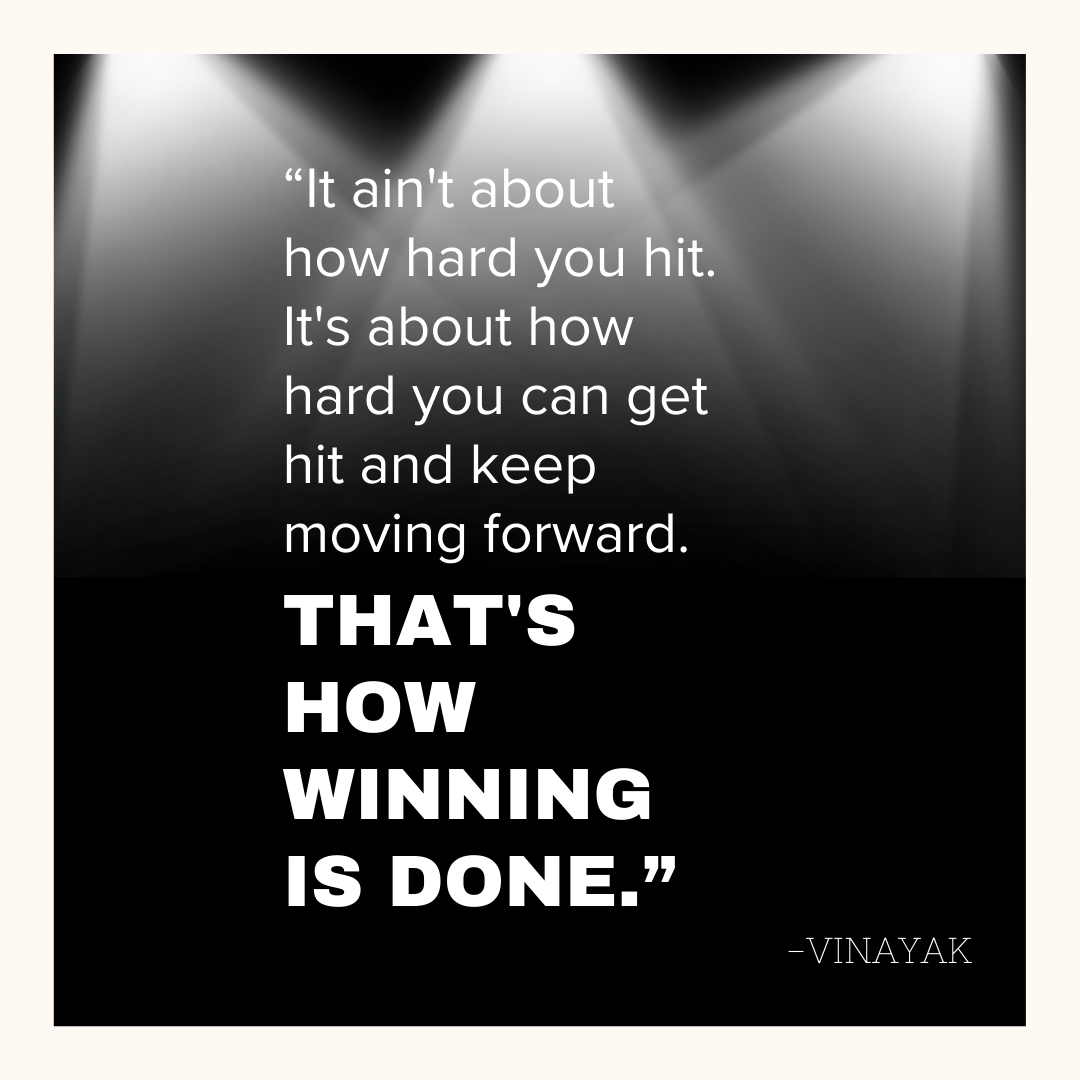 “It ain't about
how hard you hit.
It's about how
hard you can get
hit and keep
moving forward.
THAT'S
HOW
WINNING
IS DONE.”
–VINAYAK